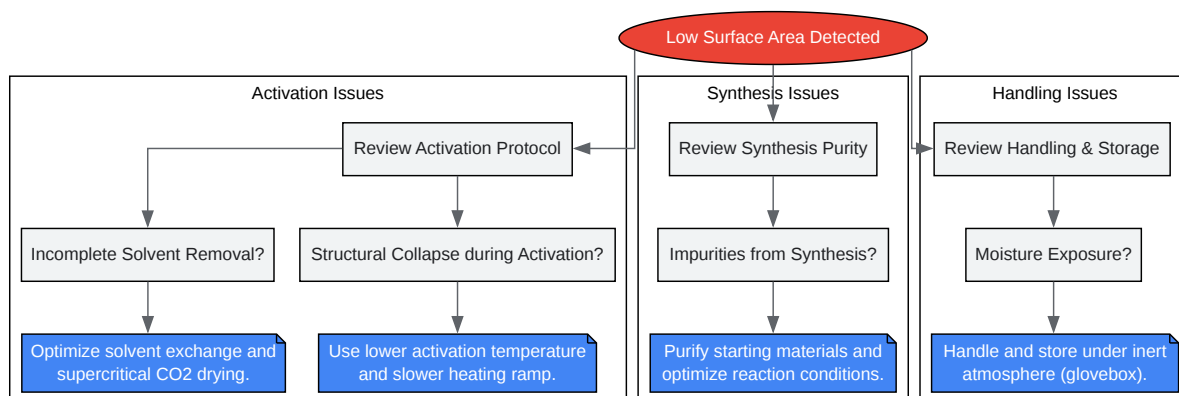 Low Surface Area Detected
Activation Issues
Synthesis Issues
Handling Issues
Review Activation Protocol
Review Synthesis Purity
Review Handling & Storage
Incomplete Solvent Removal?
Structural Collapse during Activation?
Impurities from Synthesis?
Moisture Exposure?
Optimize solvent exchange and
supercritical CO2 drying.
Use lower activation temperature
and slower heating ramp.
Purify starting materials and
optimize reaction conditions.
Handle and store under inert
atmosphere (glovebox).